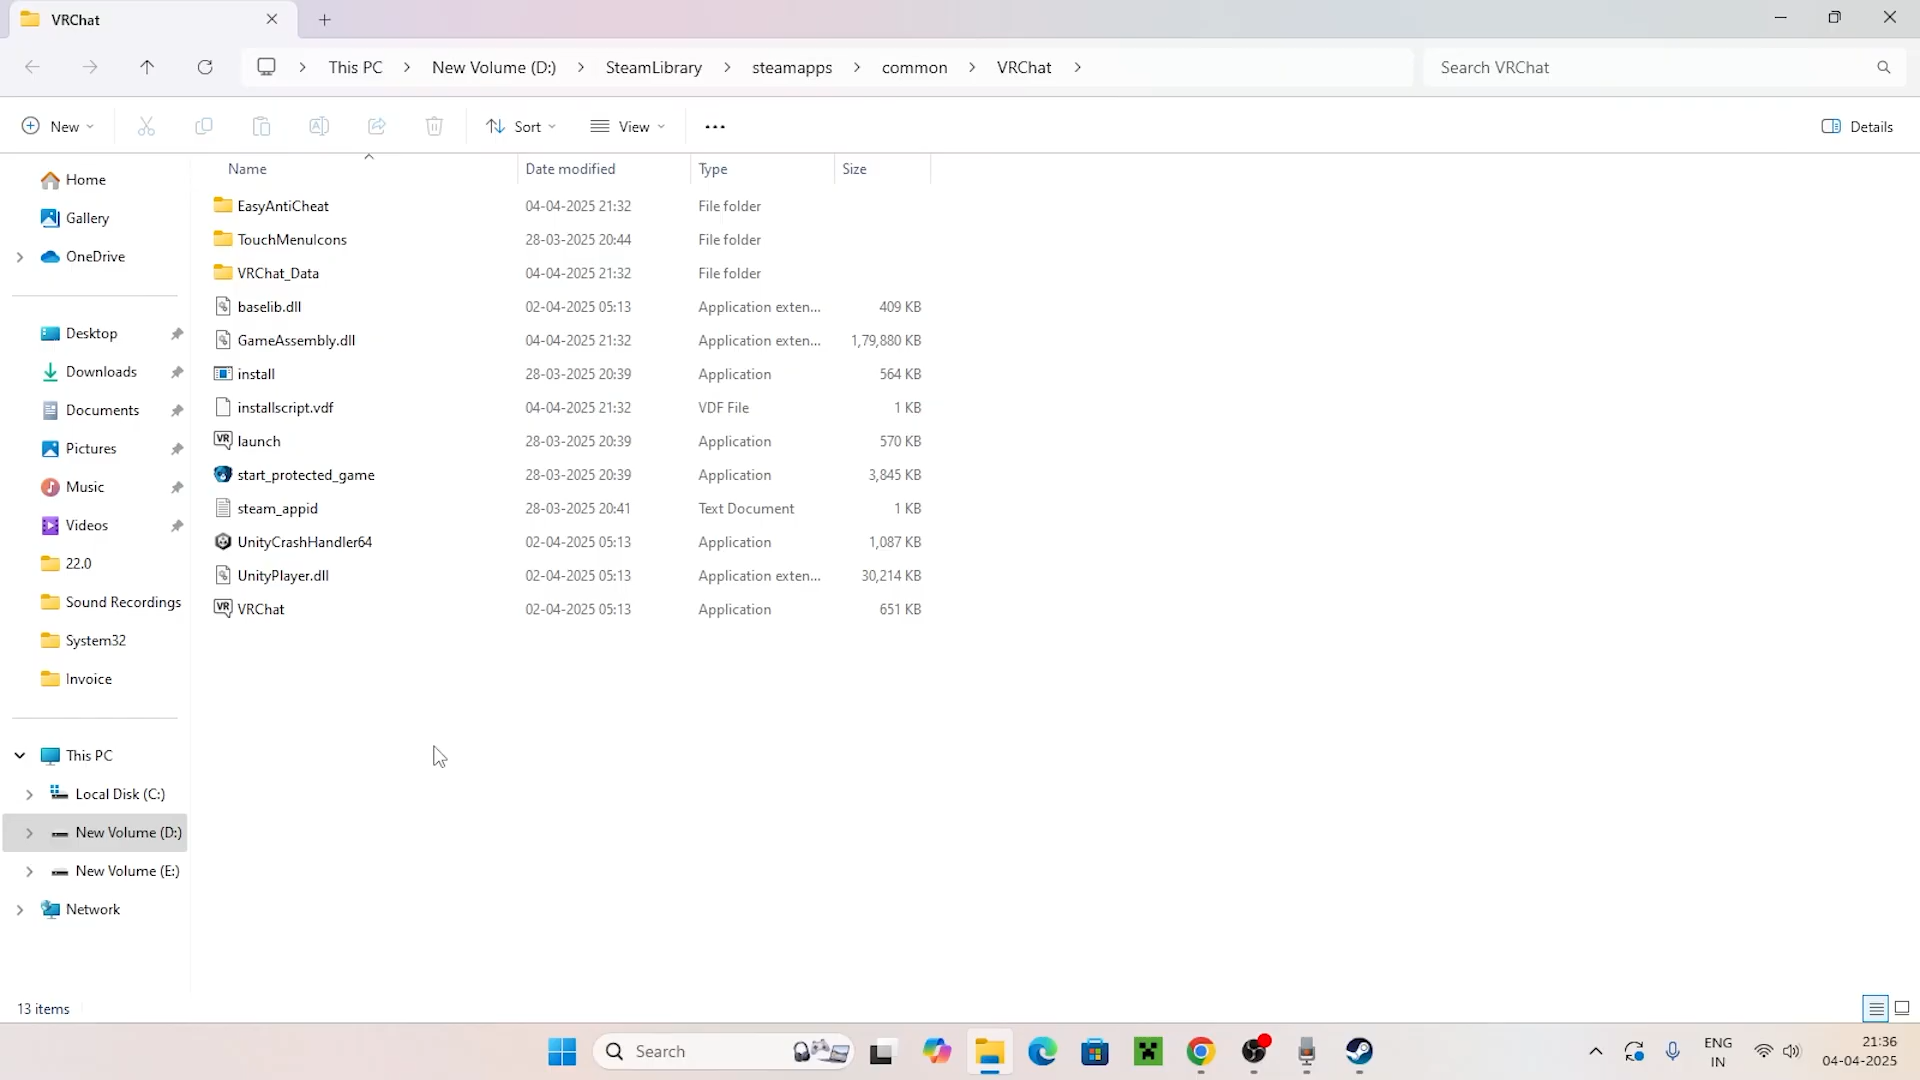 VRChat
This PC > New Volume (D:) > SteamLibrary > steamapps > common > VRChat >
Search VRChat
New
Sort
View
Details
Name Date modified Type Size
EasyAntiCheat 04-04-2025 21:32 File folder
TouchMenuIcons 28-03-2025 20:44 File folder
VRChat_Data 04-04-2025 21:32 File folder
baselib.dll 02-04-2025 05:13 Application exten... 409 KB
GameAssembly.dll 04-04-2025 21:32 Application exten... 1,79,880 KB
install 28-03-2025 20:39 Application 564 KB
installscript.vdf 04-04-2025 21:32 VDF File 1 KB
VR launch 28-03-2025 20:39 Application 570 KB
start_protected_game 28-03-2025 20:39 Application 3,845 KB
steam_appid 28-03-2025 20:41 Text Document 1 KB
UnityCrashHandler64 02-04-2025 05:13 Application 1,087 KB
UnityPlayer.dll 02-04-2025 05:13 Application exten... 30,214 KB
VR VRChat 02-04-2025 05:13 Application 651 KB
Home
Gallery
OneDrive
Desktop
Downloads
Documents
Pictures
Music
Videos
22.0
Sound Recordings
System32
Invoice
This PC
Local Disk (C:)
New Volume (D:)
New Volume (E:)
Network
13 items
Search
ENG
IN
21:36
04-04-2025